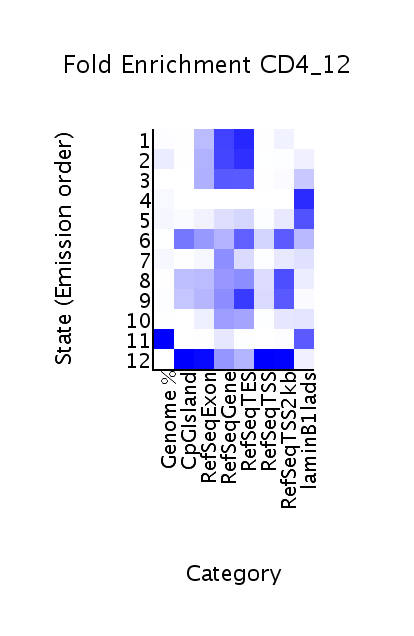 Fold Enrichment CD4_12
State (Emission order)
1
2
3
4
5
6
7
8
9
10
11
12
Genome %
CpGIsland
RefSeqExon
RefSeqGene
RefSeqTES
RefSeqTSS
RefSeqTSS2kb
laminB1lads
Category